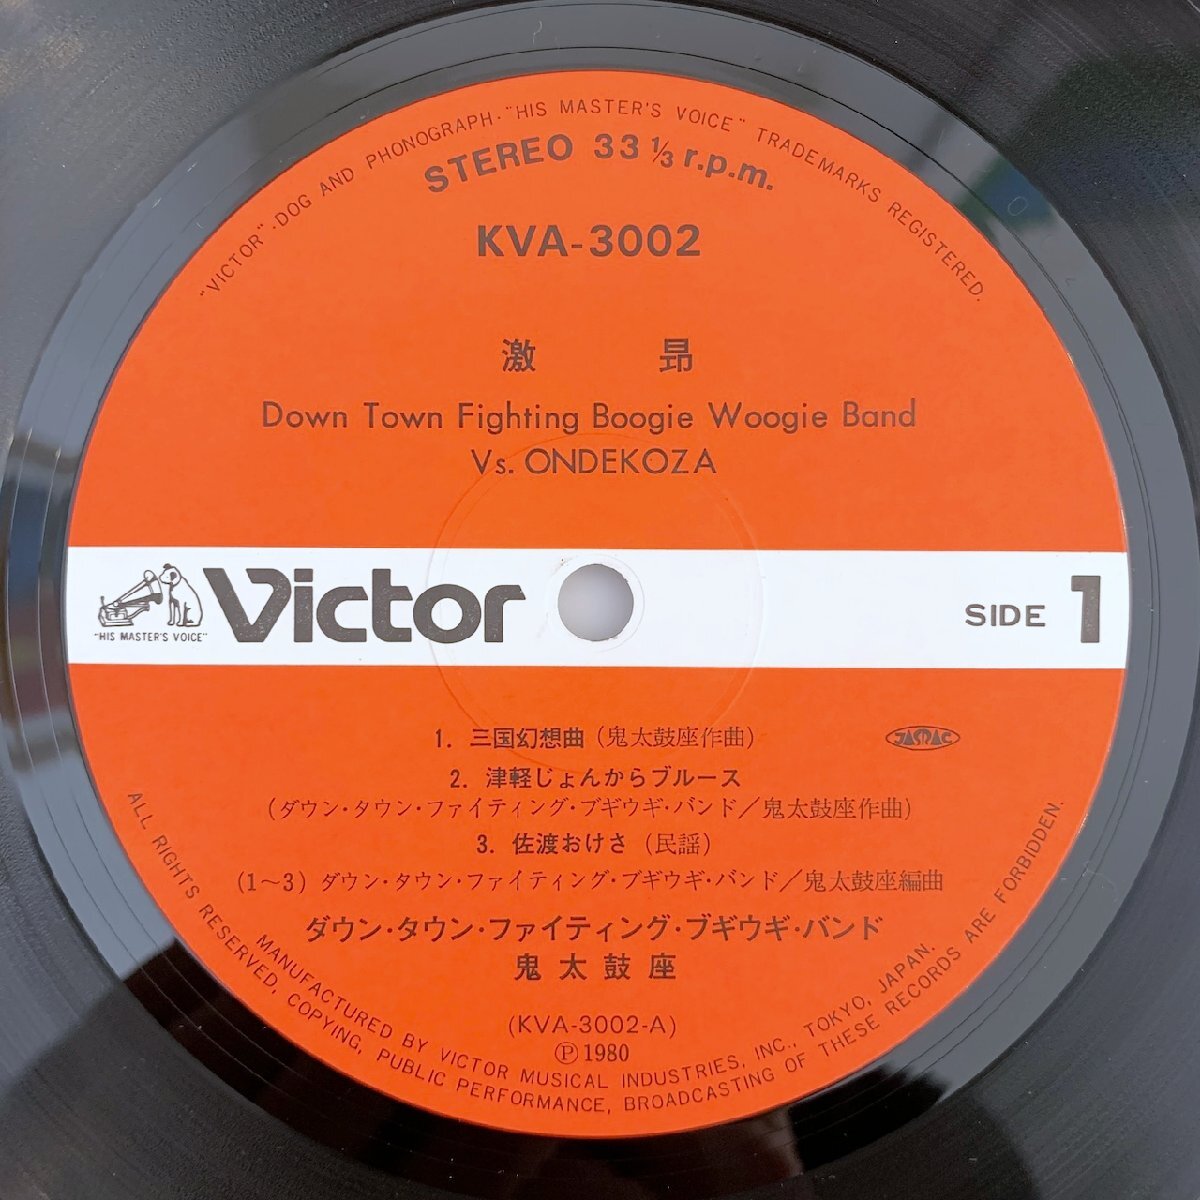 "VICTOR"·DOG AND PHONOGRAPH·"HIS MASTER'S VOICE" TRADEMARKS REGISTERED.
STEREO 33 1/3 r.p.m.
KVA-3002
激 昂
Down Town Fighting Boogie Woogie Band
Vs. ONDEKOZA
Victor
"HIS MASTER'S VOICE"
SIDE 1
1. 三国幻想曲 (鬼太鼓座作曲)
JASRAC
2. 津軽じょんからブルース
(ダウン・タウン・ファイティング・ブギウギ・バンド/鬼太鼓座作曲)
3. 佐渡おけさ (民謡)
(1~3) ダウン・タウン・ファイティング・ブギウギ・バンド/鬼太鼓座編曲
ダウン・タウン・ファイティング・ブギウギ・バンド
鬼太鼓座
(KVA-3002-A)
Ⓟ1980
MANUFACTURED BY VICTOR MUSICAL INDUSTRIES, INC., TOKYO, JAPAN.
ALL RIGHTS RESERVED, COPYING, PUBLIC PERFORMANCE, BROADCASTING OF THESE RECORDS ARE FORBIDDEN.